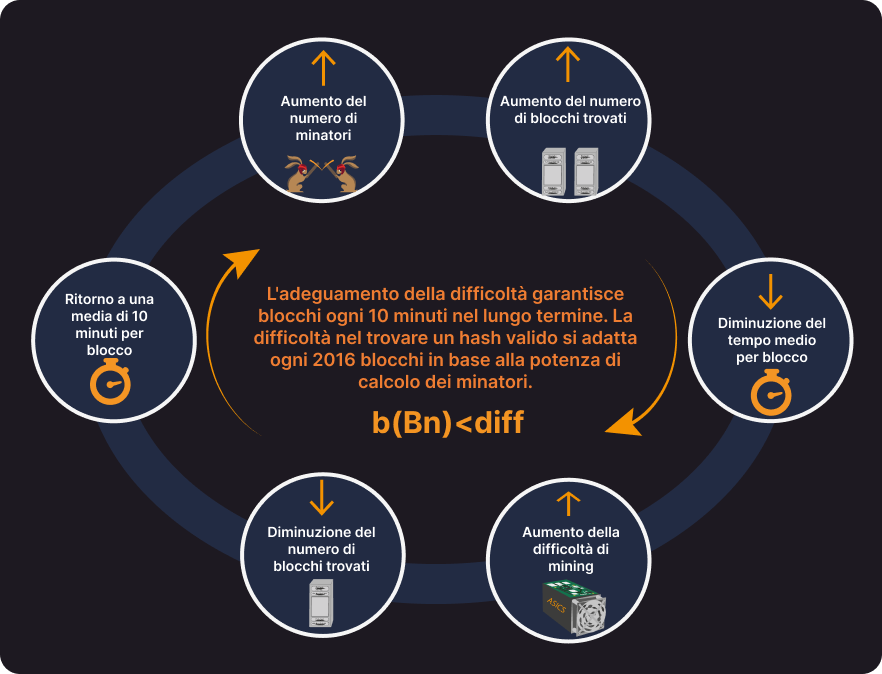 Aumento del
numero di
minatori
Aumento del numero
di blocchi trovati
Diminuzione del
tempo medio
per blocco
Aumento della
difficoltà di
mining
ASICS
Diminuzione del
numero di
blocchi trovati
Ritorno a una
media di 10
minuti per
blocco
L'adeguamento della difficoltà garantisce
blocchi ogni 10 minuti nel lungo termine. La
difficoltà nel trovare un hash valido si adatta
ogni 2016 blocchi in base alla potenza di
calcolo dei minatori.
b(Bn)<diff